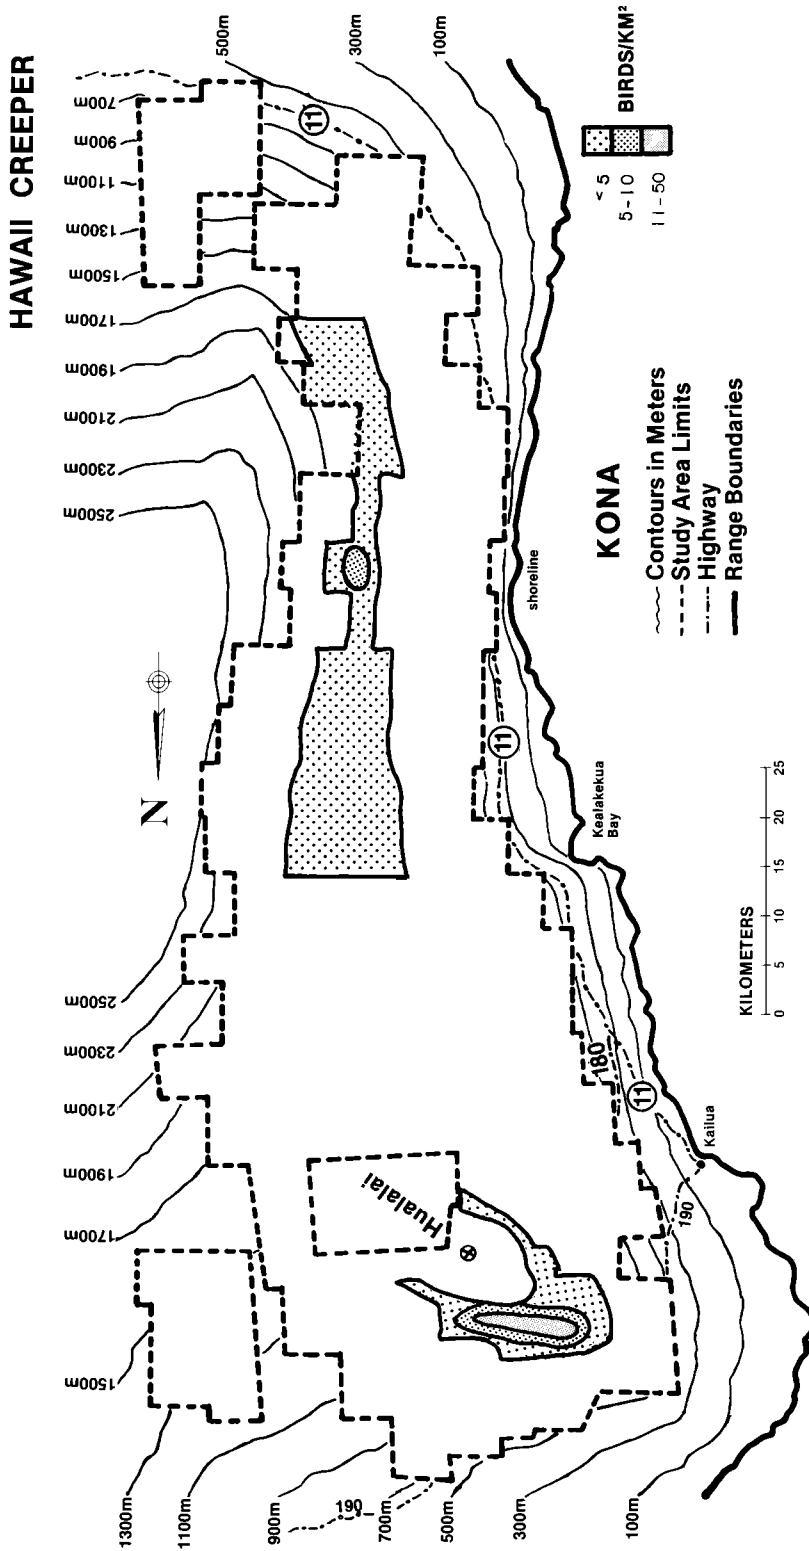 HAWAII CREEPER
500m
300m
100m
700m
900m
1100m
1300m
1500m
1700m
1900m
2100m
2300m
2500m
11
BIRDS/KM²
< 5
5-10
11-50
KONA
Contours in Meters
Study Area Limits
Highway
Range Boundaries
shoreline
N
11
Kealakekua
Bay
KILOMETERS
0 5 10 15 20 25
2500m
2300m
2100m
1900m
1700m
1500m
180
11
Kailua
190
Hualalai
190
1300m
1100m
900m
700m
500m
300m
100m